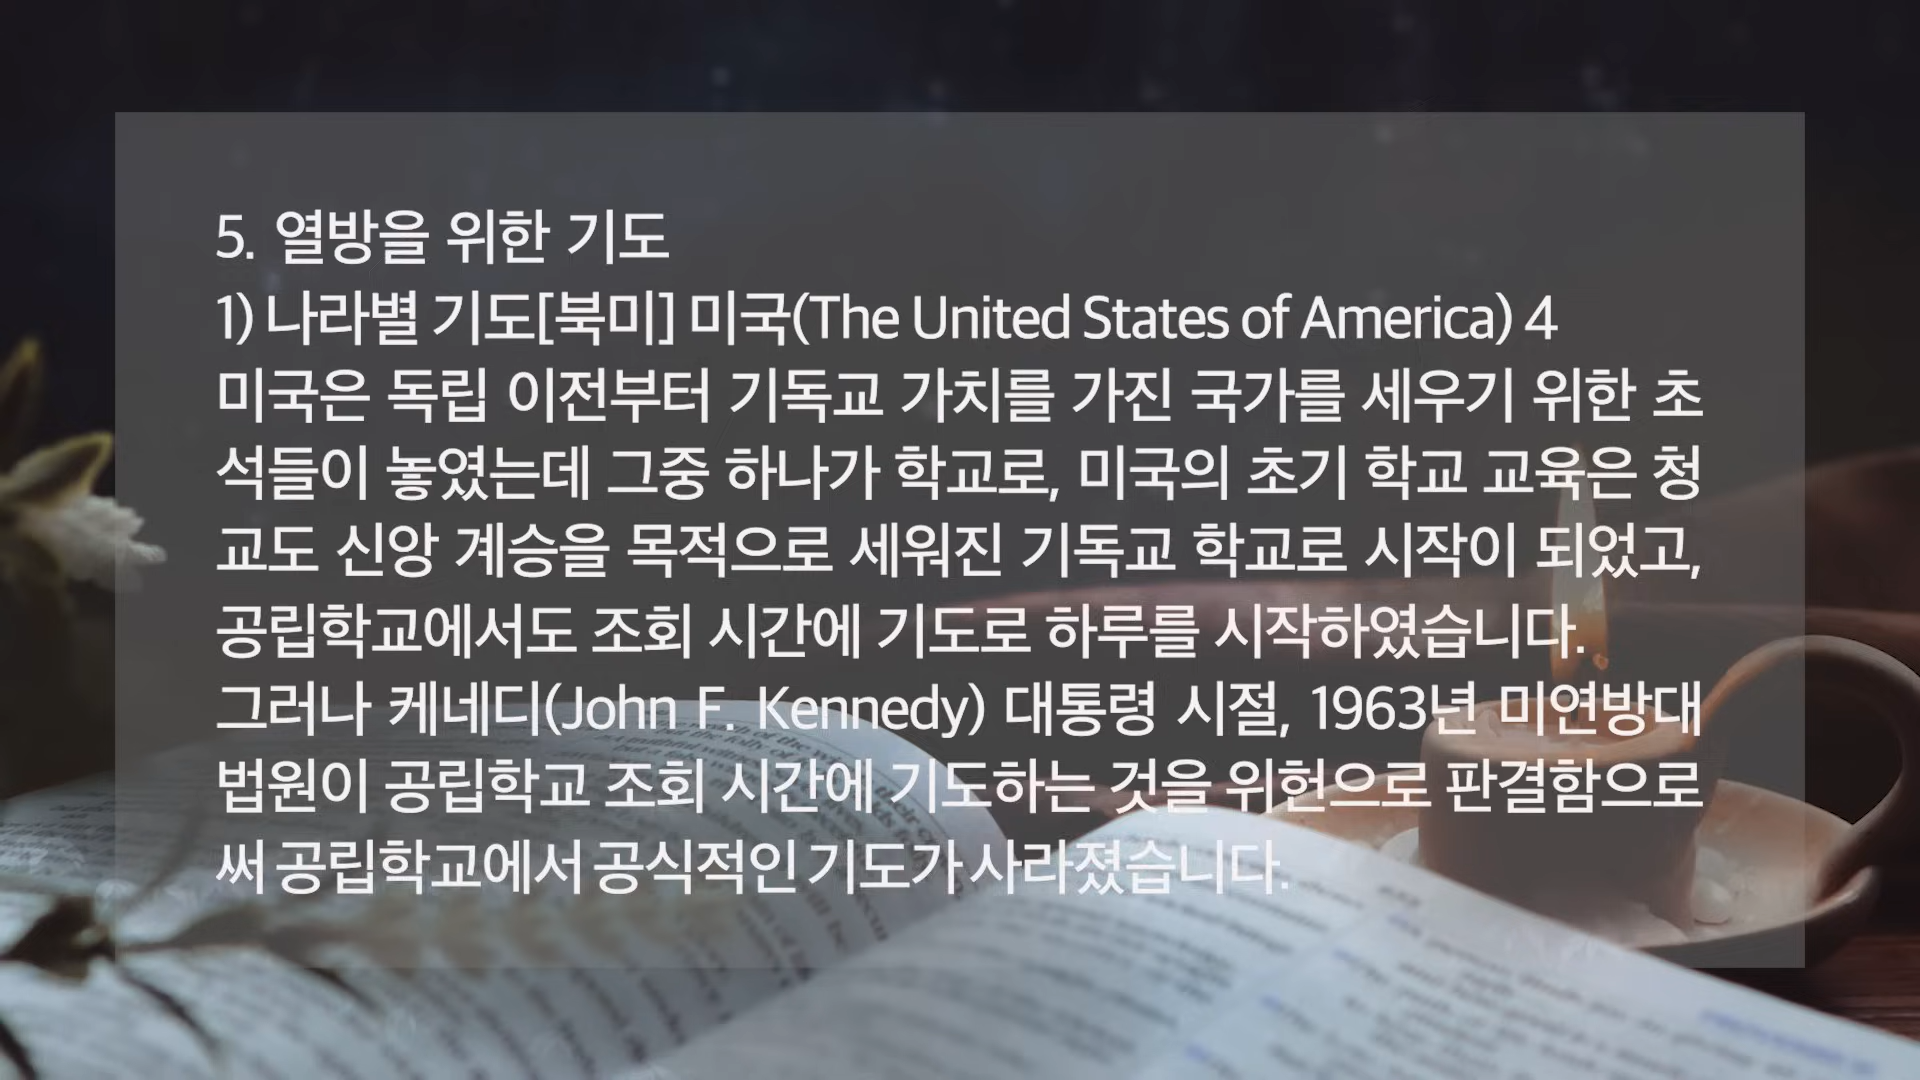 5. 열방을 위한 기도
1) 나라별 기도[북미] 미국(The United States of America) 4
미국은 독립 이전부터 기독교 가치를 가진 국가를 세우기 위한 초
석들이 놓였는데 그중 하나가 학교로, 미국의 초기 학교 교육은 청
교도 신앙 계승을 목적으로 세워진 기독교 학교로 시작이 되었고,
공립학교에서도 조회 시간에 기도로 하루를 시작하였습니다.
그러나 케네디(John F. Kennedy) 대통령 시절, 1963년 미연방대
법원이 공립학교 조회 시간에 기도하는 것을 위헌으로 판결함으로
써 공립학교에서 공식적인 기도가 사라졌습니다.